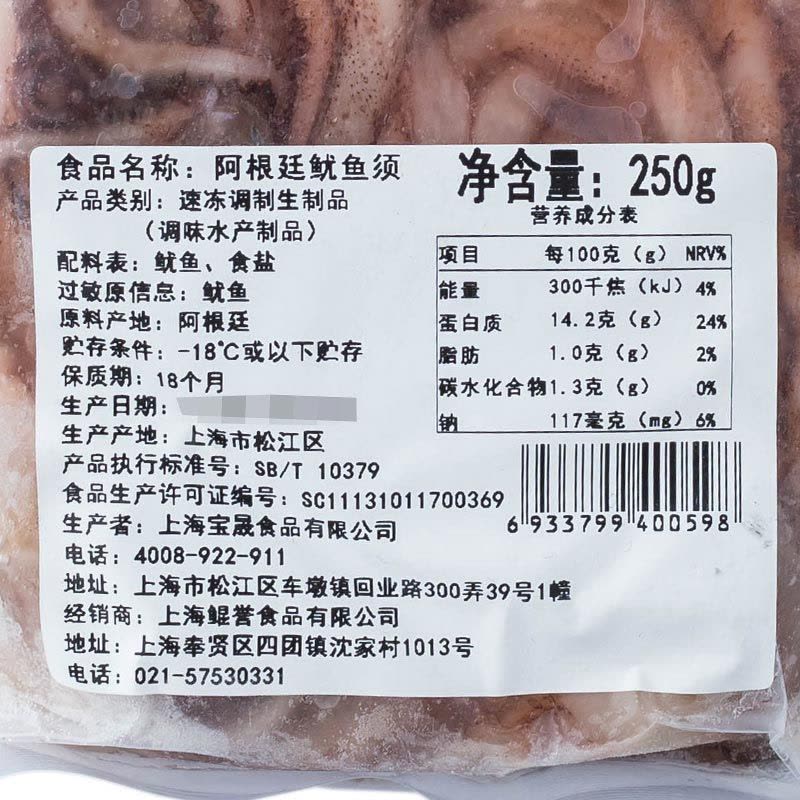 食品名称：阿根廷鱿鱼须
产品类别：速冻调制生制品
（调味水产制品）
配料表：鱿鱼、食盐
过敏原信息：鱿鱼
原料产地：阿根廷
贮存条件：-18℃或以下贮存
保质期：18个月
生产日期：
生产产地：上海市松江区
产品执行标准号：SB/T 10379
食品生产许可证编号：SC11131011700369
生产者：上海宝晟食品有限公司
电话：4008-922-911
地址：上海市松江区车墩镇回业路300弄39号1幢
经销商：上海鲲誉食品有限公司
地址：上海奉贤区四团镇沈家村1013号
电话：021-57530331
净含量：250g
营养成分表
项目 每100克（g） NRV%
能量 300千焦（kJ） 4%
蛋白质 14.2克（g） 24%
脂肪 1.0克（g） 2%
碳水化合物 1.3克（g） 0%
钠 117毫克（mg） 6%
6 933799 400598